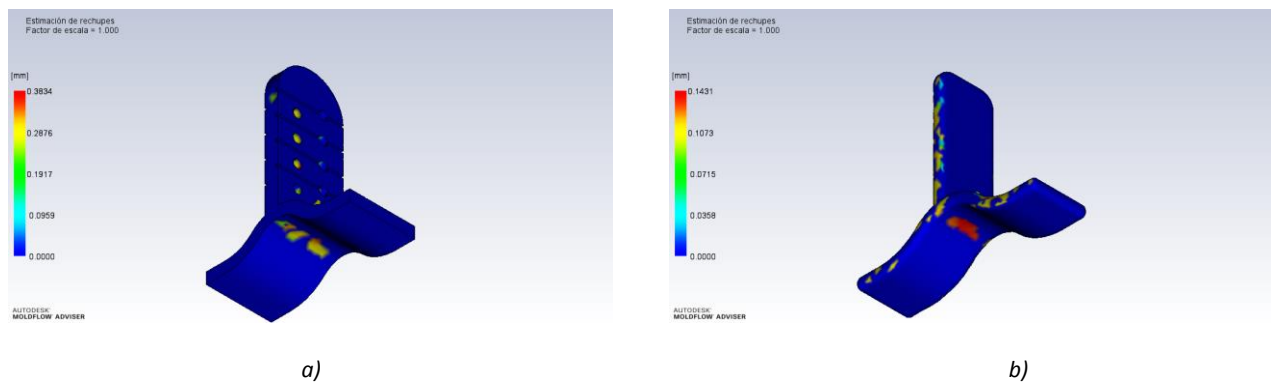 Estimación de rechupes
Factor de escala = 1.000
[mm]
0.3834
0.2876
0.1917
0.0959
0.0000
AUTODESK
MOLDFLOW ADVISER
a)
Estimación de rechupes
Factor de escala = 1.000
[mm]
0.1431
0.1073
0.0715
0.0358
0.0000
AUTODESK
MOLDFLOW ADVISER
b)